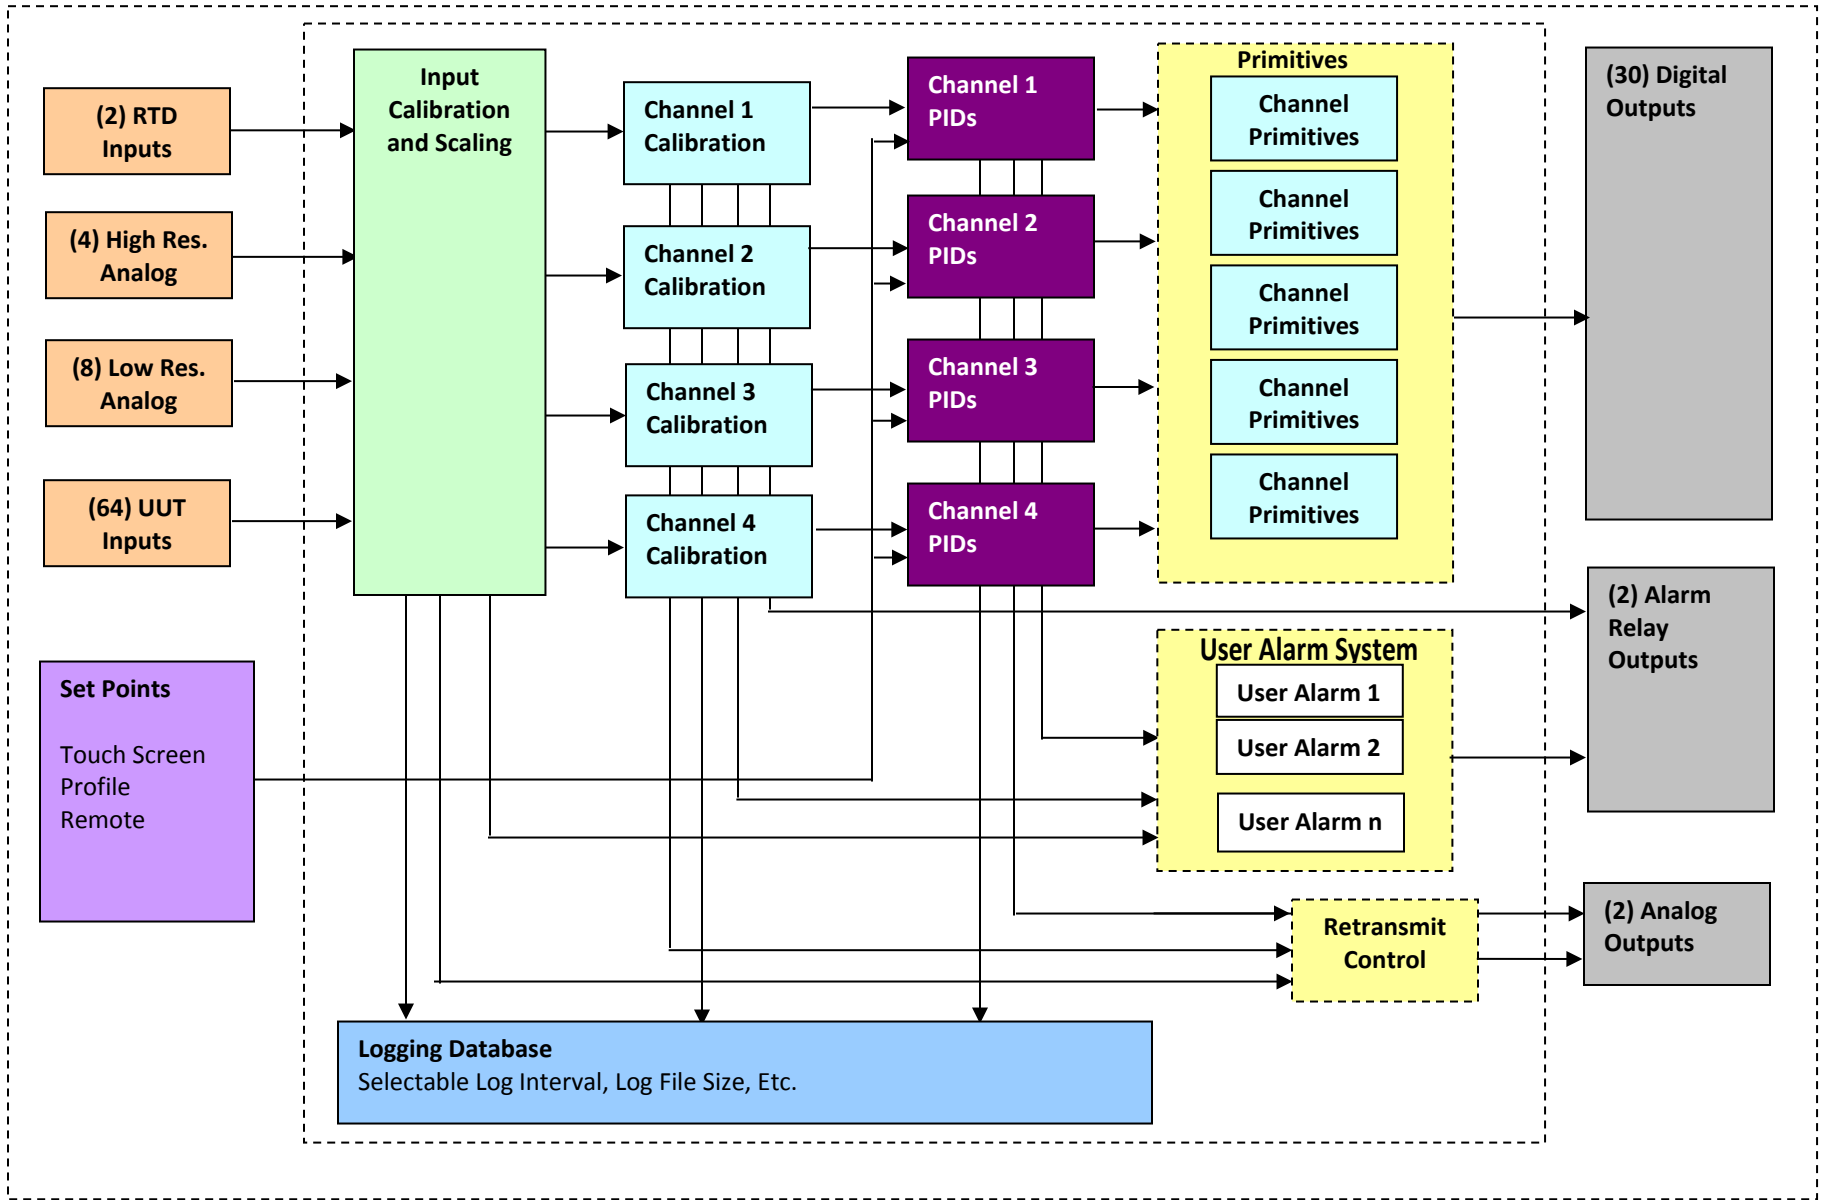 (2) RTD
Inputs
(4) High Res.
Analog
(8) Low Res.
Analog
(64) UUT
Inputs
Set Points
Touch Screen
Profile
Remote
Input
Calibration
and Scaling
Channel 1
Calibration
Channel 2
Calibration
Channel 3
Calibration
Channel 4
Calibration
Channel 1
PIDs
Channel 2
PIDs
Channel 3
PIDs
Channel 4
PIDs
Primitives
Channel
Primitives
Channel
Primitives
Channel
Primitives
Channel
Primitives
Channel
Primitives
User Alarm System
User Alarm 1
User Alarm 2
User Alarm n
Retransmit
Control
(30) Digital
Outputs
(2) Alarm
Relay
Outputs
(2) Analog
Outputs
Logging Database
Selectable Log Interval, Log File Size, Etc.